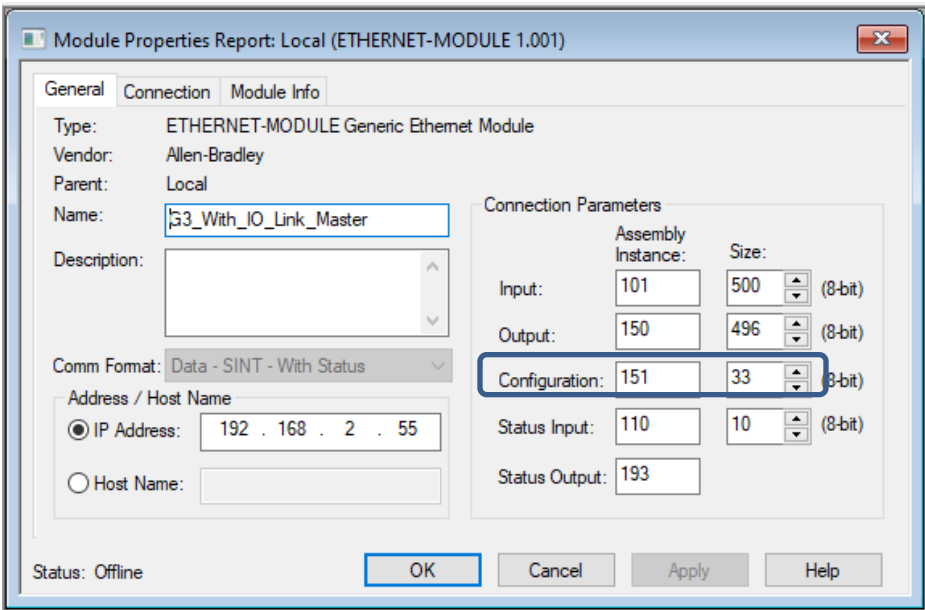 Module Properties Report: Local (ETHERNET-MODULE 1.001)
General Connection Module Info
Type: ETHERNET-MODULE Generic Ethernet Module
Vendor: Allen-Bradley
Parent: Local
Name: G3_With_IO_Link_Master
Description:
Comm Format: Data - SINT - With Status
Address / Host Name
IP Address: 192 . 168 . 2 . 55
Host Name:
Connection Parameters
Assembly
Instance: Size:
Input: 101 500 (8-bit)
Output: 150 496 (8-bit)
Configuration: 151 33 (8-bit)
Status Input: 110 10 (8-bit)
Status Output: 193
Status: Offline
OK Cancel Apply Help